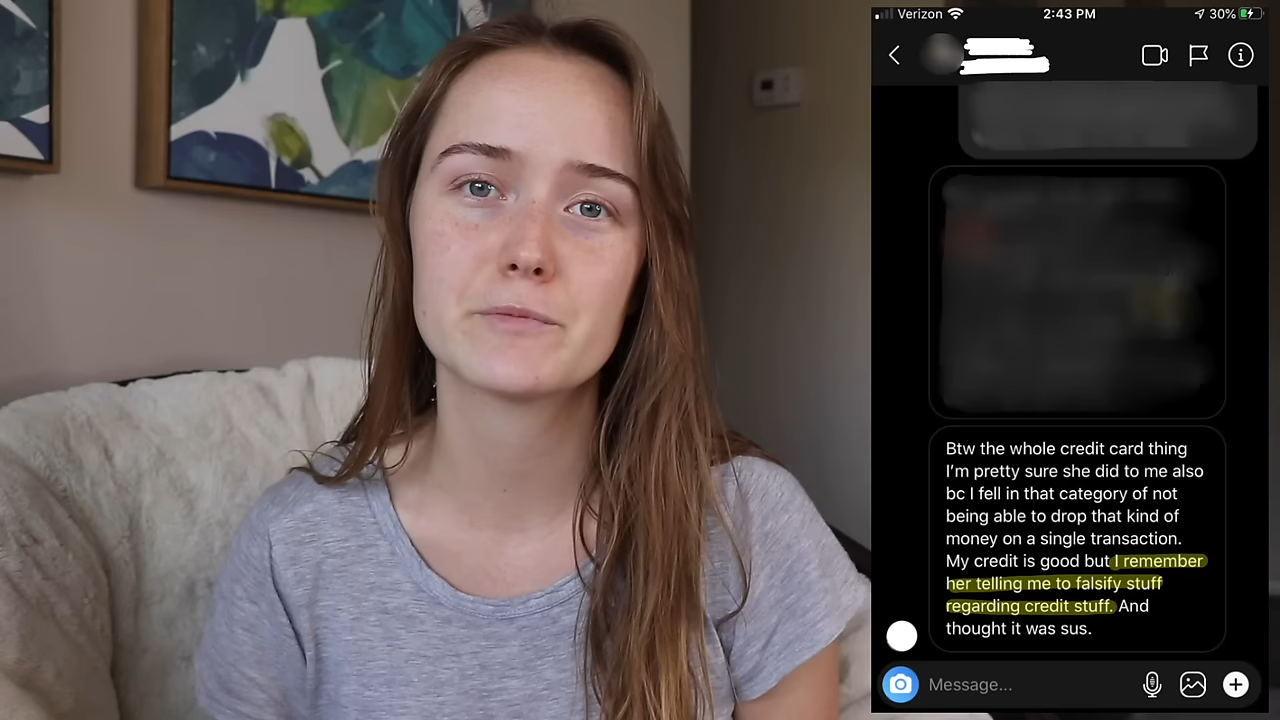 Verizon 2:43 PM 30%
Btw the whole credit card thing
I'm pretty sure she did to me also
bc I fell in that category of not
being able to drop that kind of
money on a single transaction.
My credit is good but I remember
her telling me to falsify stuff
regarding credit stuff. And
thought it was sus.
Message...